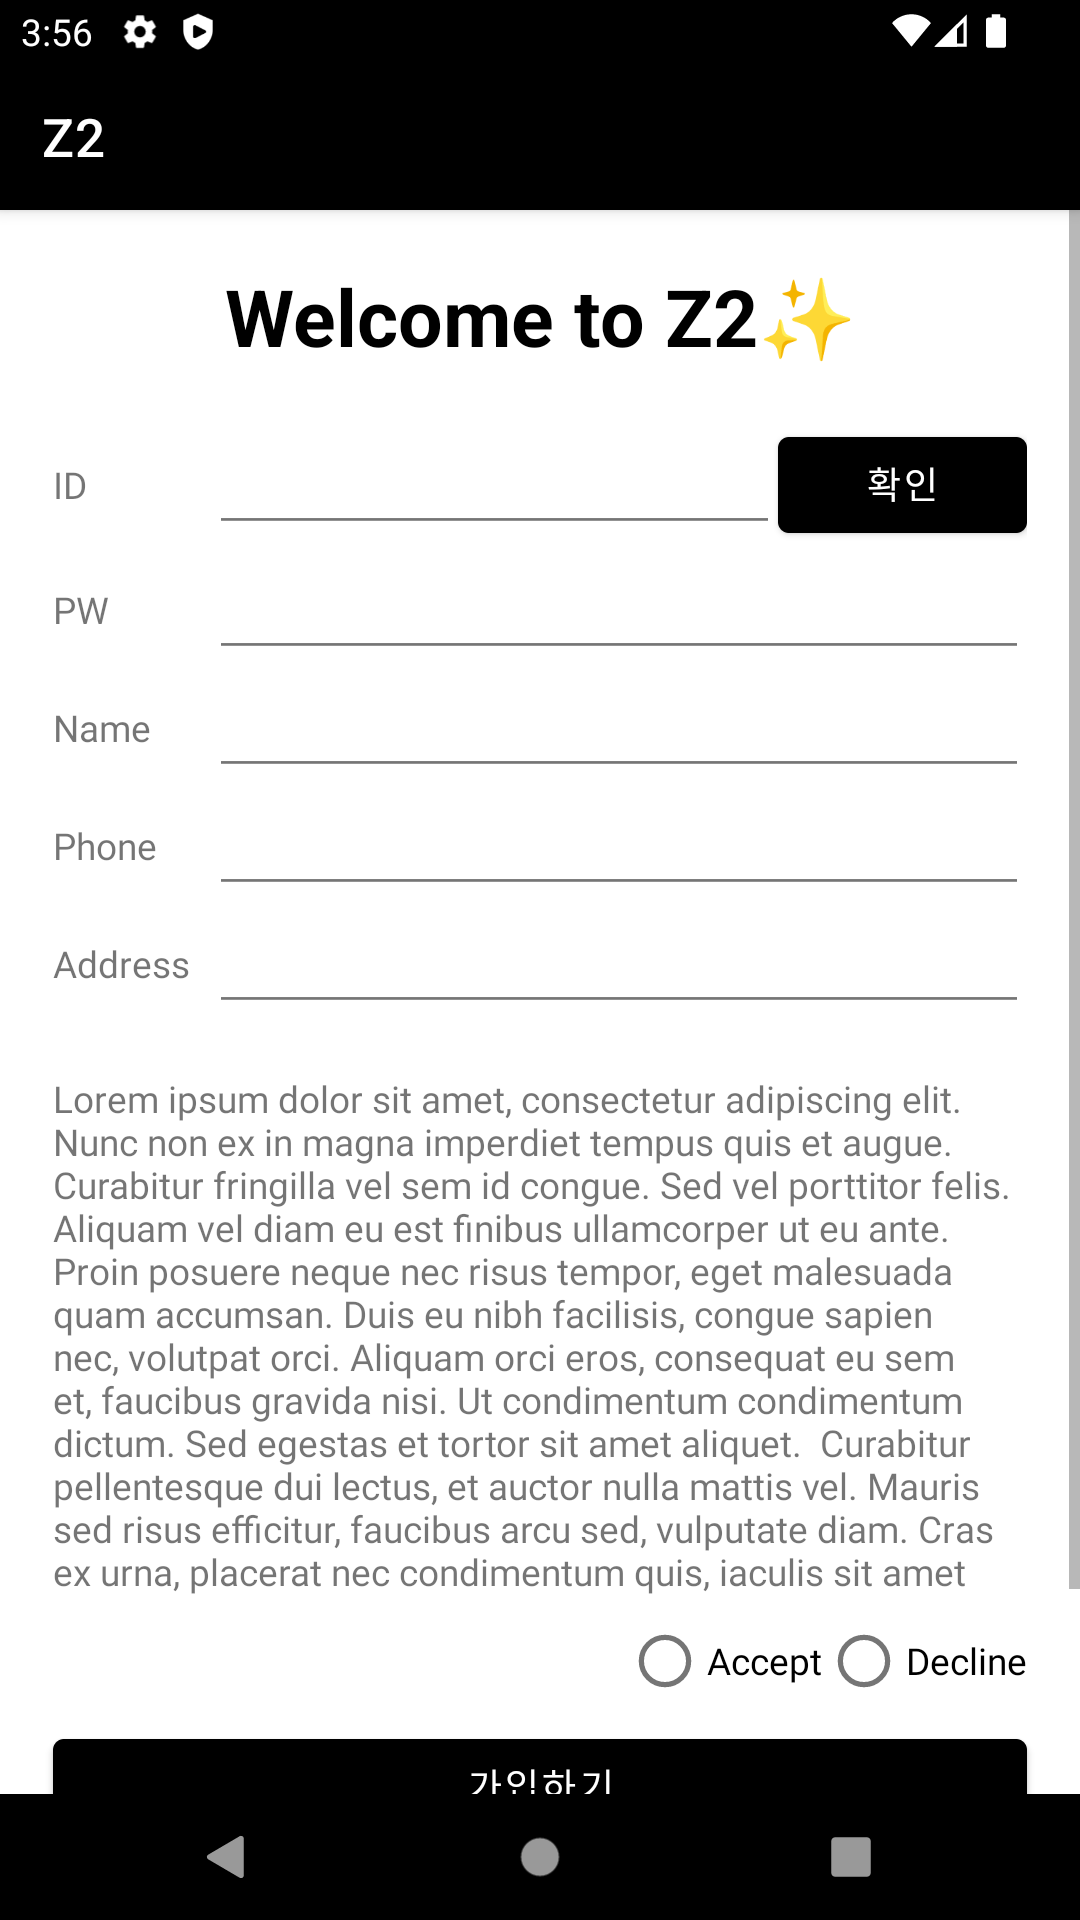 3:56
Z2
Welcome to Z2✨
ID
확인
PW
Name
Phone
Address
Lorem ipsum dolor sit amet, consectetur adipiscing elit.
Nunc non ex in magna imperdiet tempus quis et augue.
Curabitur fringilla vel sem id congue. Sed vel porttitor felis.
Aliquam vel diam eu est finibus ullamcorper ut eu ante.
Proin posuere neque nec risus tempor, eget malesuada
quam accumsan. Duis eu nibh facilisis, congue sapien
nec, volutpat orci. Aliquam orci eros, consequat eu sem
et, faucibus gravida nisi. Ut condimentum condimentum
dictum. Sed egestas et tortor sit amet aliquet.  Curabitur
pellentesque dui lectus, et auctor nulla mattis vel. Mauris
sed risus efficitur, faucibus arcu sed, vulputate diam. Cras
ex urna, placerat nec condimentum quis, iaculis sit amet
Accept Decline
가입하기